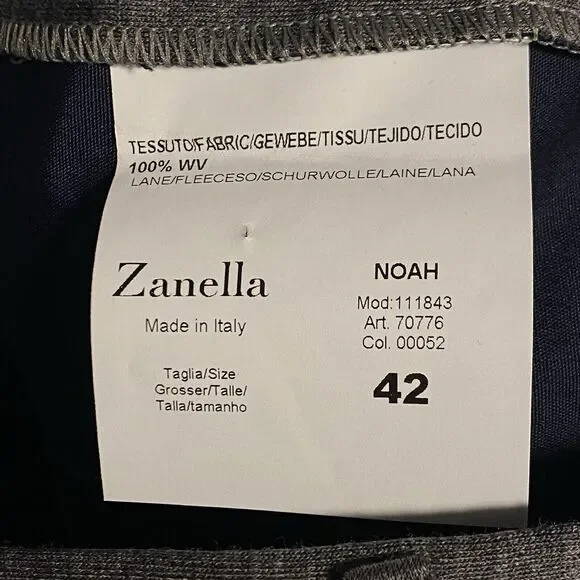 TESSUTO/FABRIC/GEWEBE/TISSU/TEJIDO/TECIDO
100% WV
LANE/FLEECESO/SCHURWOLLE/LAINE/LANA
Zanella
Made in Italy
Taglia/Size
Grosser/Talle/
Talla/tamanho
NOAH
Mod:111843
Art. 70776
Col. 00052
42